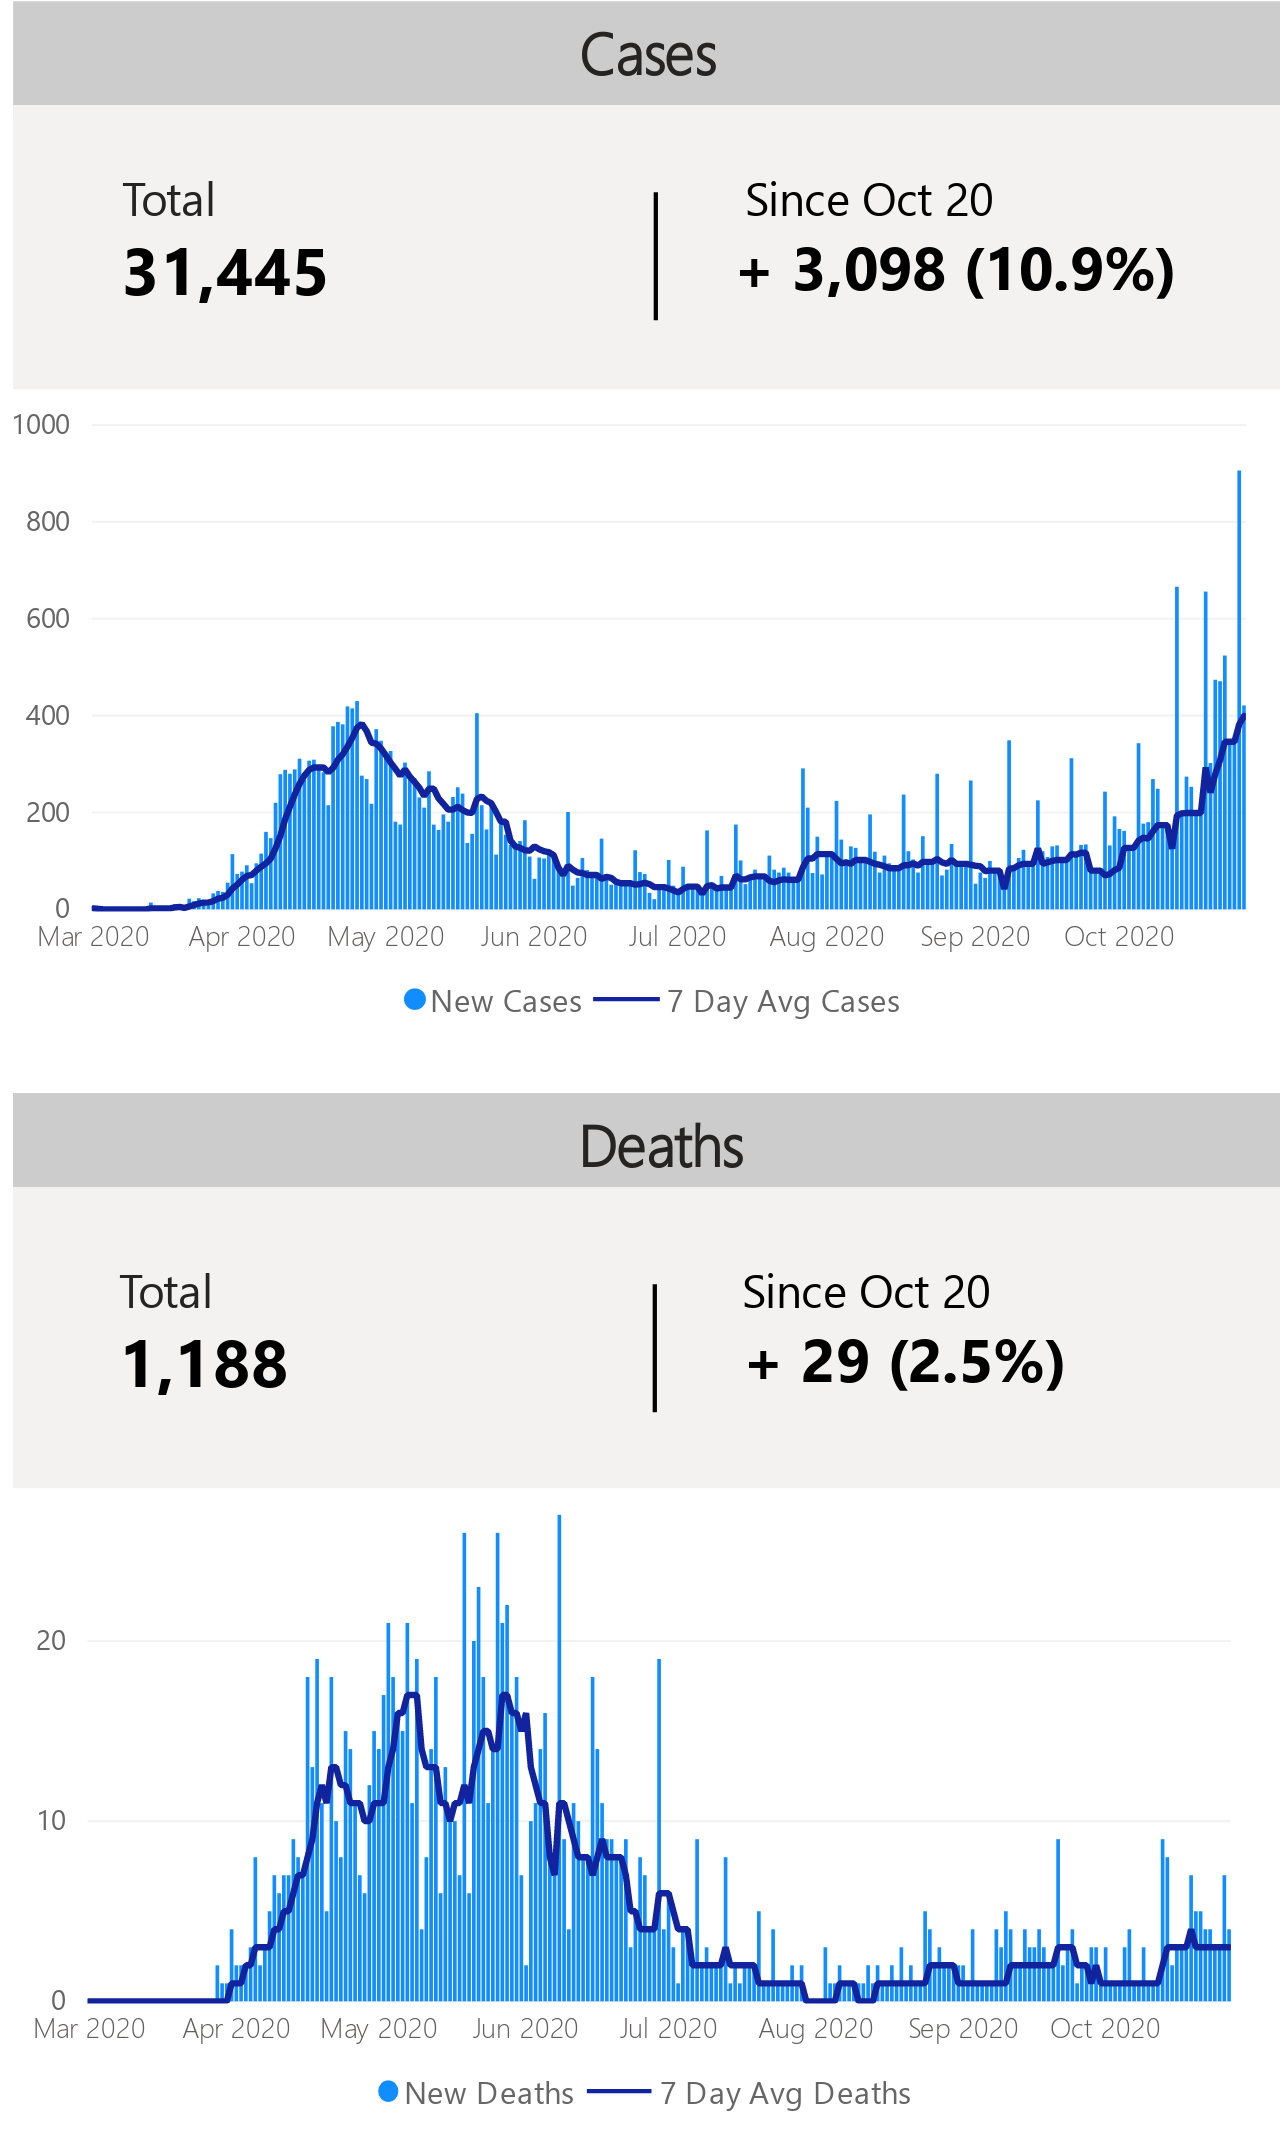 Cases
Total
Since Oct 20
31,445
+ 3,098 (10.9%)
1000
800
600
400
200
0
Mar 2020 Apr 2020 May 2020 Jun 2020 Jul 2020 Aug 2020 Sep 2020 Oct 2020
New Cases 7 Day Avg Cases
Deaths
Total
Since Oct 20
1,188
+ 29 (2.5%)
20
10
0
Mar 2020 Apr 2020 May 2020 Jun 2020 Jul 2020 Aug 2020 Sep 2020 Oct 2020
New Deaths 7 Day Avg Deaths